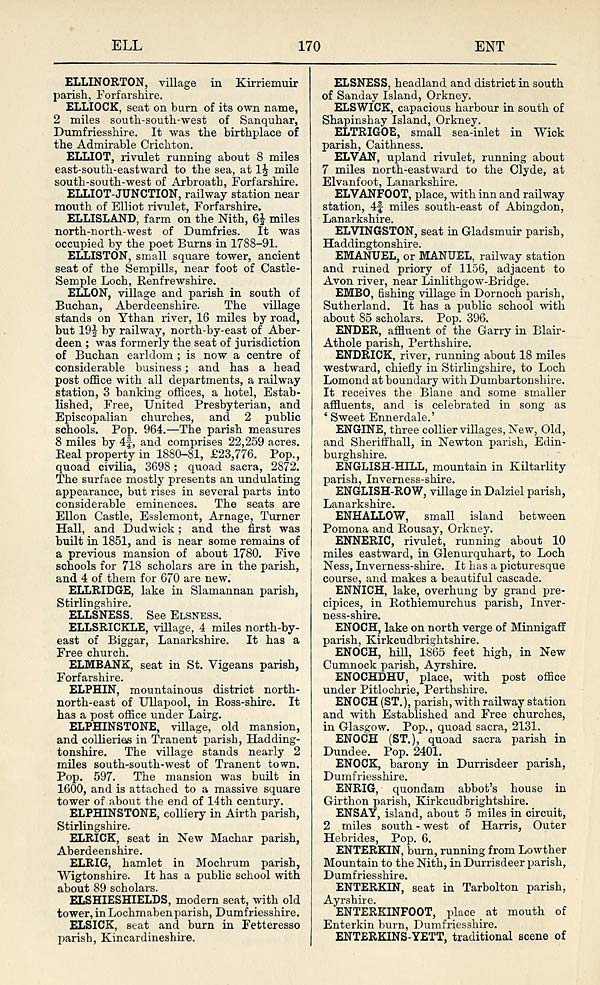 ELL
170
ENT
ELLINORTON, village in Kirriemuir
parish, Forfarshire.
ELLIOCK, seat on burn of its own name,
2 miles south-south-west of Sanquhar,
Dumfriesshire. It was the birthplace of
the Admirable Crichton.
ELLIOT, rivulet running about 8 miles
east-south-eastward to the sea, at 1½ mile
south-south-west of Arbroath, Forfarshire.
ELLIOT-JUNCTION, railway station near
mouth of Elliot rivulet, Forfarshire.
ELLISLAND, farm on the Nith, 6½ miles
north-north-west of Dumfries. It was
occupied by the poet Burns in 1788-91.
ELLISTON, small square tower, ancient
seat of the Sempills, near foot of Castle-
Semple Loch, Renfrewshire.
ELLON, village and parish in south of
Buchan, Aberdeenshire. The village
stands on Ythan river, 16 miles by road,
but 19½ by railway, north-by-east of Aber-
deen ; was formerly the seat of jurisdiction
of Buchan earldom ; is now a centre of
considerable business ; and has a head
post office with all departments, a railway
station, 3 banking offices, a hotel, Estab-
lished, Free, United Presbyterian, and
Episcopalian churches, and 2 public
schools. Pop. 964.—The parish measures
8 miles by 4¾, and comprises 22,259 acres.
Real property in 1880-81, £23,776. Pop.,
quoad civilia, 3698 ; quoad sacra, 2872.
The surface mostly presents an undulating
appearance, but rises in several parts into
considerable eminences. The seats are
Ellon Castle, Esslemont, Arnage, Turner
Hall, and Dudwick ; and the first was
built in 1851, and is near some remains of
a previous mansion of about 1780. Five
schools for 718 scholars are in the parish,
and 4 of them for 670 are new.
ELLRIDGE, lake in Slamannan parish,
Stirlingshire.
ELLSNESS. See ELSNESS.
ELLSRICKLE, village, 4 miles north-by-
east of Biggar, Lanarkshire. It has a
Free church.
ELMBANK, seat in St. Vigeans parish,
Forfarshire.
ELPHIN, mountainous district north-
north-east of Ullapool, in Ross-shire. It
has a post office under Lairg.
ELPHINSTONE, village, old mansion,
and collieries in Tranent parish, Hadding-
tonshire. The village stands nearly 2
miles south-south-west of Tranent town.
Pop. 597. The mansion was built in
1600, and is attached to a massive square
tower of about the end of 14th century.
ELPHINSTONE, colliery in Airth parish,
Stirlingshire.
ELRICK, seat in New Machar parish,
Aberdeenshire.
ELRIG, hamlet in Mochrum parish,
Wigtonshire. It has a public school with
about 89 scholars.
ELSHIESHIELDS, modern seat, with old
tower, in Lochmaben parish, Dumfriesshire.
ELSICK, seat and burn in Fetteresso
parish, Kincardineshire.
ELSNESS, headland and district in south
of Sanday Island, Orkney.
ELSWICK, capacious harbour in south of
Shapinshay Island, Orkney.
ELTRIGOE, small sea-inlet in Wick
parish, Caithness.
ELVAN, upland rivulet, running about
7 miles north-eastward to the Clyde, at
Elvanfoot, Lanarkshire.
ELVANFOOT, place, with inn and railway
station, 4¾ miles south-east of Abingdon,
Lanarkshire.
ELVINGSTON, seat in Gladsmuir parish,
Haddingtonshire.
EMANUEL, or MANUEL, railway station
and ruined priory of 1156, adjacent to
Avon river, near Linlithgow-Bridge.
EMBO, fishing village in Dornoch parish,
Sutherland. It has a public school with
about 85 scholars. Pop. 396.
ENDER, affluent of the Garry in Blair-
Athole parish, Perthshire.
ENDRICK, river, running about 18 miles
westward, chiefly in Stirlingshire, to Loch
Lomond at boundary with Dumbartonshire.
It receives the Blane and some smaller
affluents, and is celebrated in song as
‘ Sweet Ennerdale.’
ENGINE, three collier villages, New, Old,
and Sheriffhall, in Newton parish, Edin-
burghshire.
ENGLISH-HILL, mountain in Kiltarlity
parish, Inverness-shire.
ENGLISH-ROW, village in Dalziel parish,
Lanarkshire.
ENHALLOW, small island between
Pomona and Rousay, Orkney.
ENNERIC, rivulet, running about 10
miles eastward, in Glenurquhart, to Loch
Ness, Inverness-shire. It has a picturesque
course, and makes a beautiful cascade.
ENNICH, lake, overhung by grand pre-
cipices, in Rothiemurchus parish, Inver-
ness-shire.
ENOCH, lake on north verge of Minnigaff
parish, Kirkcudbrightshire.
ENOCH, hill, 1865 feet high, in New
Cumnock parish, Ayrshire.
ENOCHDHU, place, with post office
under Pitlochrie, Perthshire.
ENOCH (ST.), parish, with railway station
and with Established and Free churches,
in Glasgow. Pop., quoad sacra, 2131.
ENOCH (ST.), quoad sacra parish in
Dundee. Pop. 2401.
ENOCK, barony in Durrisdeer parish,
Dumfriesshire.
ENRIG, quondam abbot's house in
Girthon parish, Kirkcudbrightshire.
ENSAY, island, about 5 miles in circuit,
2 miles south-west of Harris, Outer
Hebrides. Pop. 6.
ENTERKIN, burn, running from Lowther
Mountain to the Nith, in Durrisdeer parish,
Dumfriesshire.
ENTERKIN, seat in Tarbolton parish,
Ayrshire.
ENTERKINFOOT, place at mouth of
Enterkin burn, Dumfriesshire.
ENTERKINS-YETT, traditional scene of